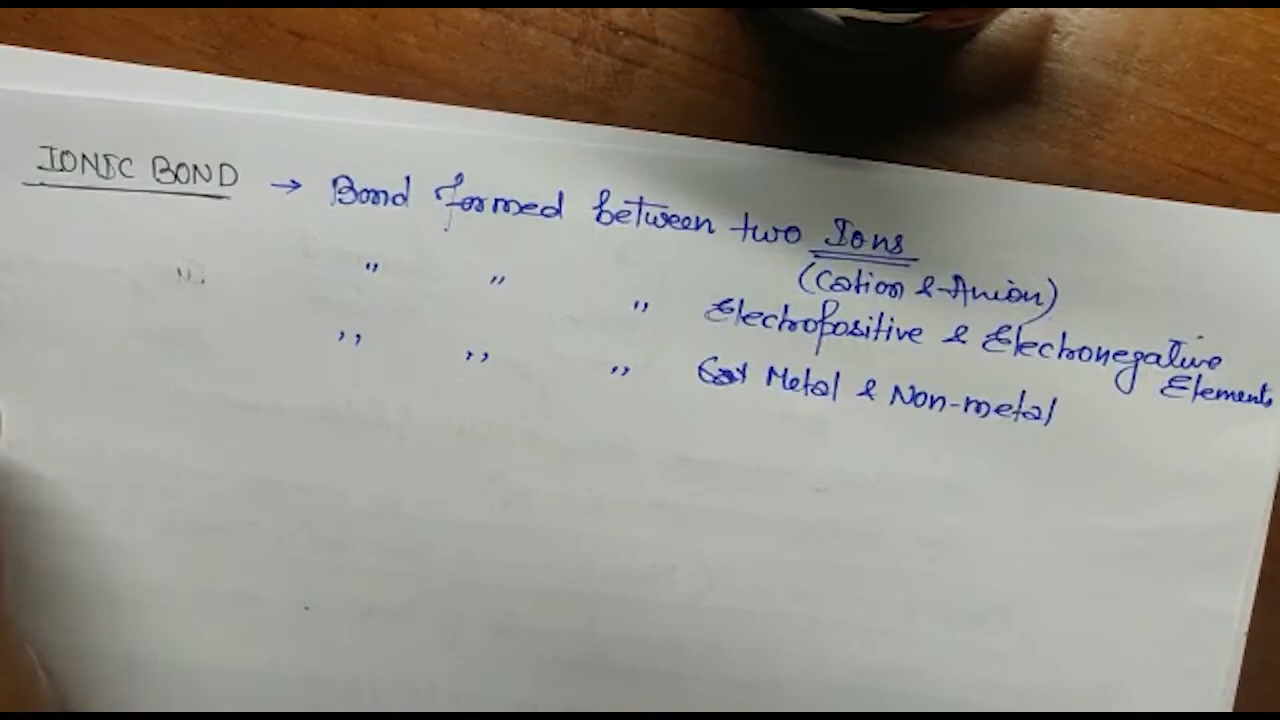 IONIC BOND → Bond formed between two Ions
(Cation & Anion)
" " " Electropositive & Electronegative
Elements
" " " Metal & Non-metal